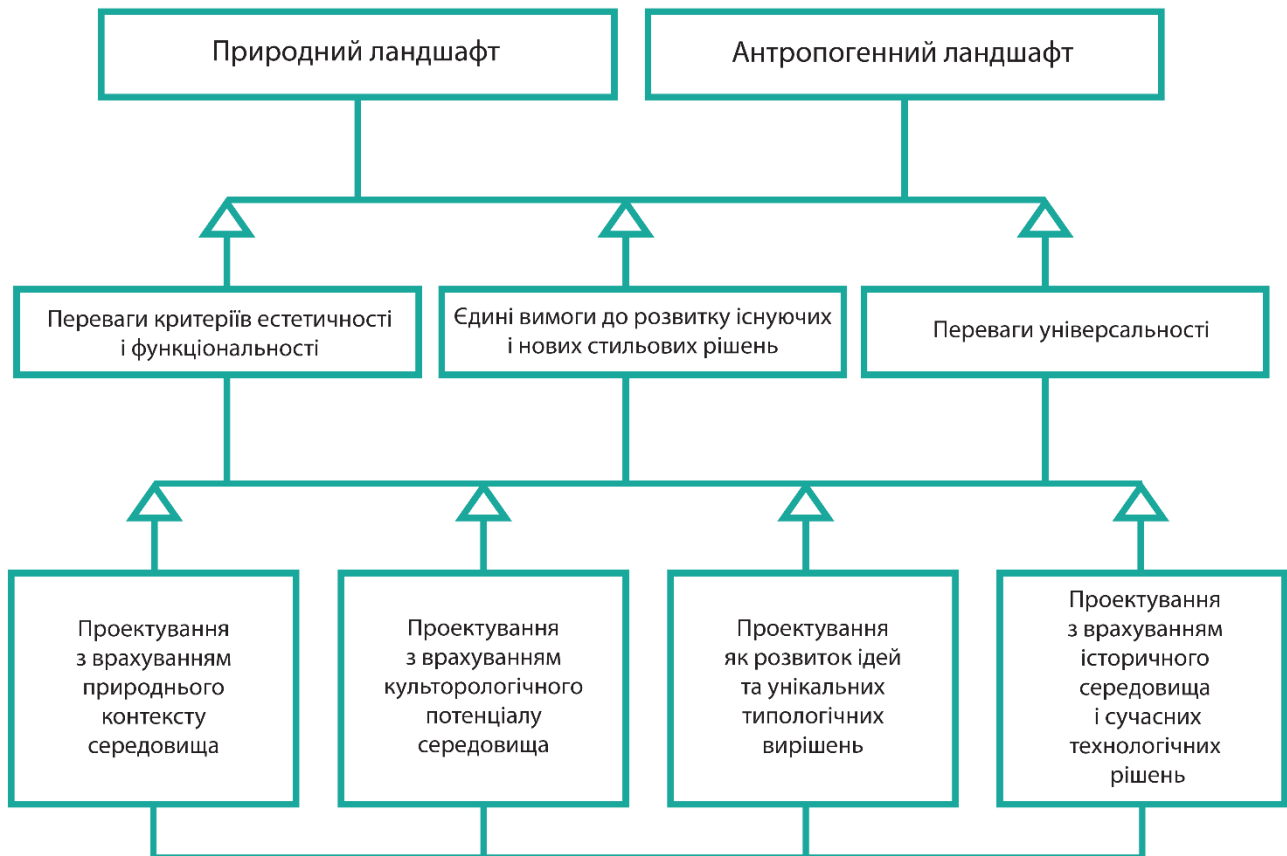 Природний ландшафт
Антропогенний ландшафт
Переваги критеріїв естетичності
і функціональності
Єдині вимоги до розвитку існуючих
і нових стильових рішень
Переваги універсальності
Проектування
з врахуванням
природнього
контексту
середовища
Проектування
з врахуванням
культорологічного
потенціалу
середовища
Проектування
як розвиток ідей
та унікальних
типологічних
вирішень
Проектування
з врахуванням
історичного
середовища
і сучасних
технологічних
рішень